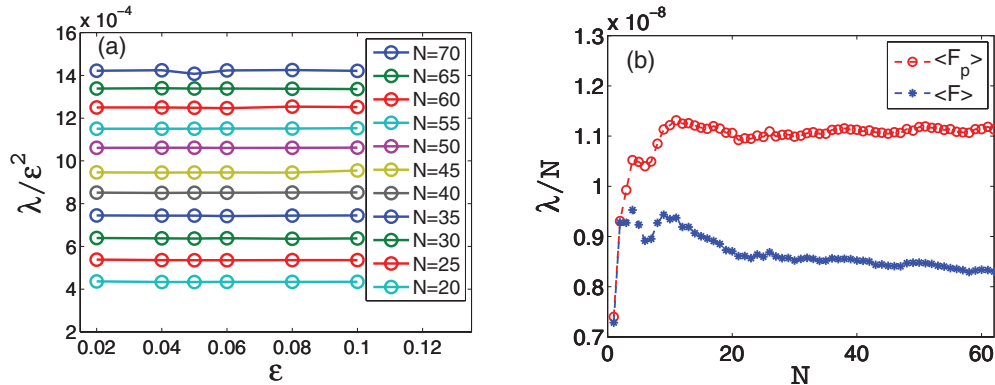 x 10⁻⁴
(a)
16
14
12
10
8
6
4
2
λ/ε²
0.02 0.04 0.06 0.08 0.1 0.12
ε
N=70
N=65
N=60
N=55
N=50
N=45
N=40
N=35
N=30
N=25
N=20
x 10⁻⁸
(b)
1.3
1.2
1.1
1
0.9
0.8
0.7
λ/N
0 20 40 60
N
<Fₚ>
<F>